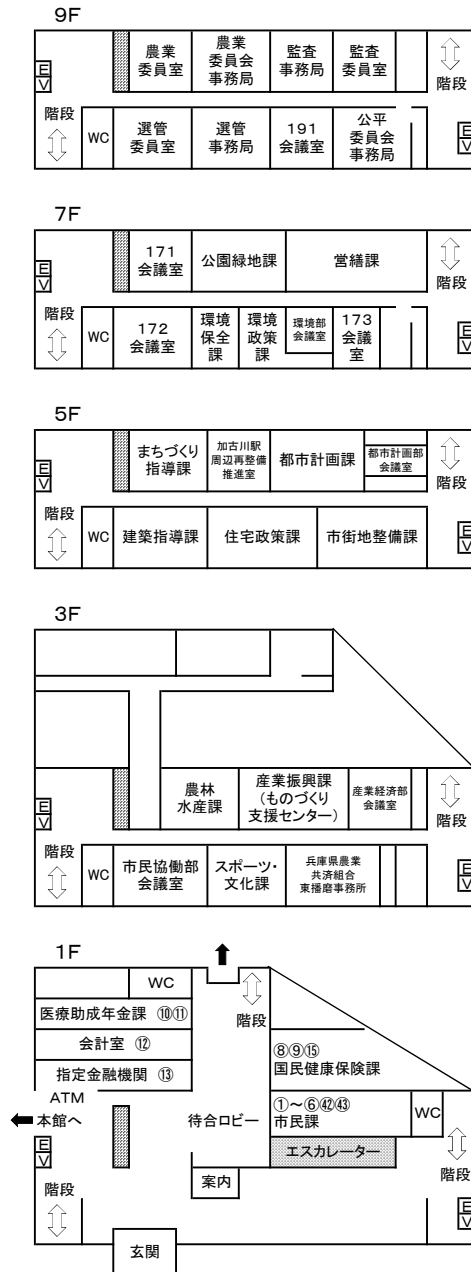 9F
農業
委員室
農業
委員会
事務局
監査
事務局
監査
委員室
EV
階段
階段
WC
選管
委員室
選管
事務局
191
会議室
公平
委員会
事務局
EV
7F
171
会議室
公園緑地課
営繕課
EV
階段
階段
WC
172
会議室
環境
保全
課
環境
政策
課
環境部
会議室
173
会議
室
EV
5F
まちづくり
指導課
加古川駅
周辺再整備
推進室
都市計画課
都市計画部
会議室
EV
階段
階段
WC
建築指導課
住宅政策課
市街地整備課
EV
3F
農林
水産課
産業振興課
(ものづくり
支援センター)
産業経済部
会議室
EV
階段
階段
WC
市民協働部
会議室
スポーツ・
文化課
兵庫県農業
共済組合
東播磨事務所
EV
1F
WC
階段
医療助成年金課 ⑩⑪
会計室 ⑫
指定金融機関 ⑬
⑧⑨⑮
国民健康保険課
ATM
本館へ
待合ロビー
①~⑥㊷㊸
市民課
WC
エスカレーター
EV
階段
階段
案内
EV
玄関